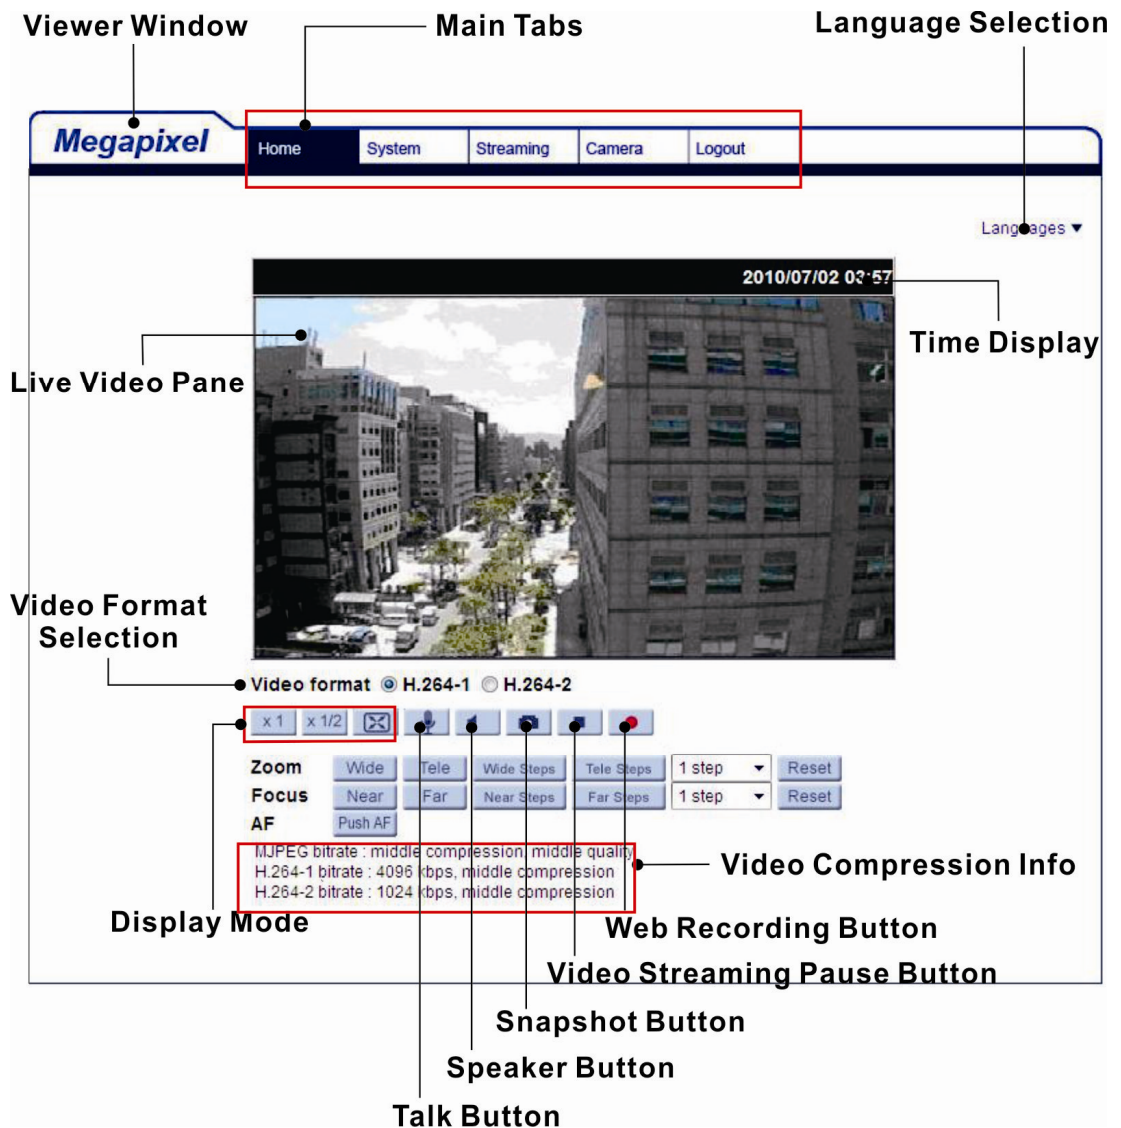 Viewer Window
Main Tabs
Language Selection
Megapixel
Home
System
Streaming
Camera
Logout
Languages
2010/07/02 03:57
Time Display
Live Video Pane
Video Format
Selection
Video format H.264-1 H.264-2
x 1 x 1/2
Zoom Wide Tele Wide Steps Tele Steps 1 step Reset
Focus Near Far Near Steps Far Steps 1 step Reset
AF Push AF
MJPEG bitrate : middle compression, middle quality
H.264-1 bitrate : 4096 kbps, middle compression
H.264-2 bitrate : 1024 kbps, middle compression
Video Compression Info
Display Mode
Web Recording Button
Video Streaming Pause Button
Snapshot Button
Speaker Button
Talk Button